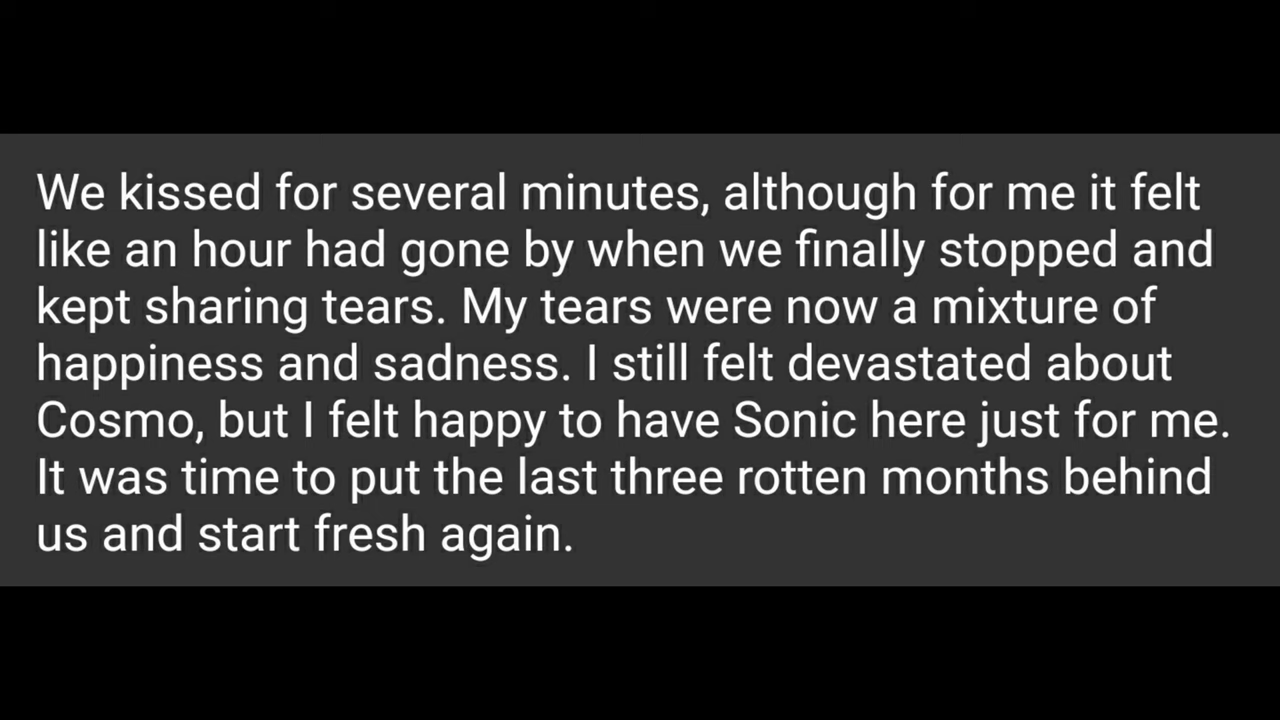 We kissed for several minutes, although for me it felt
like an hour had gone by when we finally stopped and
kept sharing tears. My tears were now a mixture of
happiness and sadness. I still felt devastated about
Cosmo, but I felt happy to have Sonic here just for me.
It was time to put the last three rotten months behind
us and start fresh again.